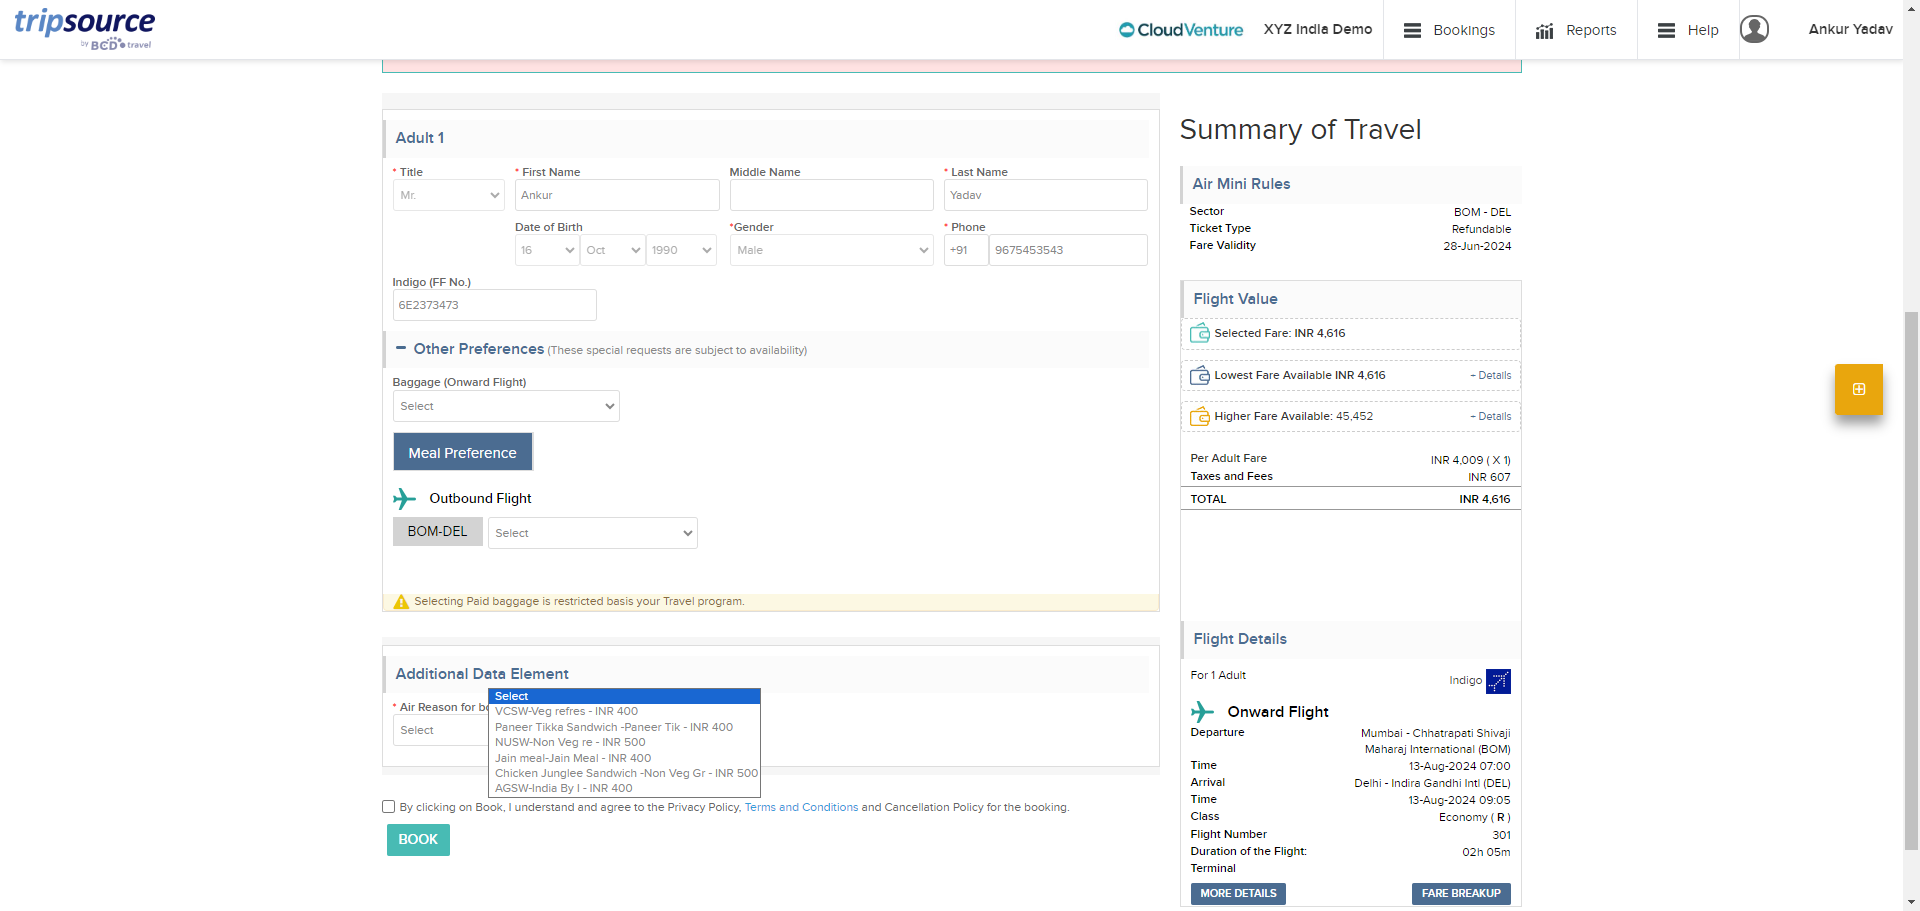 tripsource
by BCD travel
CloudVenture
XYZ India Demo
Bookings
Reports
Help
Ankur Yadav
Adult 1
* Title
* First Name
Middle Name
* Last Name
Mr.
Ankur
Yadav
Date of Birth
*Gender
* Phone
16
Oct
1990
Male
+91
9675453543
Indigo (FF No.)
6E2373473
Other Preferences (These special requests are subject to availability)
Baggage (Onward Flight)
Select
Meal Preference
Outbound Flight
BOM-DEL
Select
Selecting Paid baggage is restricted basis your Travel program.
Additional Data Element
* Air Reason for bo
Select
Select
VCSW-Veg refres - INR 400
Paneer Tikka Sandwich -Paneer Tik - INR 400
NUSW-Non Veg re - INR 500
Jain meal-Jain Meal - INR 400
Chicken Junglee Sandwich -Non Veg Gr - INR 500
AGSW-India By I - INR 400
By clicking on Book, I understand and agree to the Privacy Policy, Terms and Conditions and Cancellation Policy for the booking.
BOOK
Summary of Travel
Air Mini Rules
Sector BOM - DEL
Ticket Type Refundable
Fare Validity 28-Jun-2024
Flight Value
Selected Fare: INR 4,616
Lowest Fare Available INR 4,616 + Details
Higher Fare Available: 45,452 + Details
Per Adult Fare INR 4,009 ( X 1)
Taxes and Fees INR 607
TOTAL INR 4,616
Flight Details
For 1 Adult Indigo
Onward Flight
Departure Mumbai - Chhatrapati Shivaji
Maharaj International (BOM)
Time 13-Aug-2024 07:00
Arrival Delhi - Indira Gandhi Intl (DEL)
Time 13-Aug-2024 09:05
Class Economy ( R )
Flight Number 301
Duration of the Flight: 02h 05m
Terminal
MORE DETAILS
FARE BREAKUP